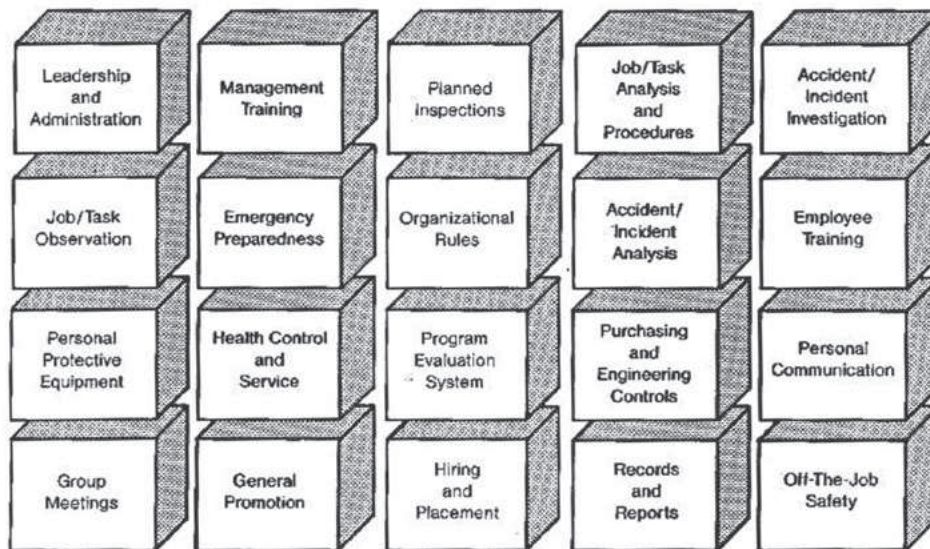 Leadership
and
Administration
Management
Training
Planned
Inspections
Job/Task
Analysis
and
Procedures
Accident/
Incident
Investigation
Job/Task
Observation
Emergency
Preparedness
Organizational
Rules
Accident/
Incident
Analysis
Employee
Training
Personal
Protective
Equipment
Health Control
and
Service
Program
Evaluation
System
Purchasing
and
Engineering
Controls
Personal
Communication
Group
Meetings
General
Promotion
Hiring
and
Placement
Records
and
Reports
Off-The-Job
Safety